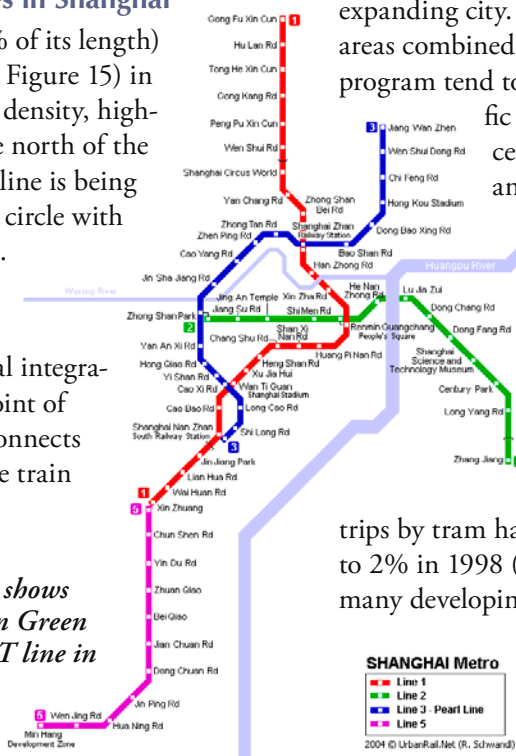 es in Shanghai
% of its length)
Figure 15) in
density, high-
e north of the
line is being
circle with
.
al integra-
oint of
onnects
e train
shows
n Green
T line in
expanding city.
areas combined
program tend to
fic
ce
an
trips by tram ha
to 2% in 1998 (
many developin
Gong Fu Xin Cun 1
Hu Lan Rd
Tong He Xin Cun
Gong Kang Rd
Peng Pu Xin Cun
Wen Shui Rd
Shanghai Circus World
Yan Chang Rd
Zhong Shan
Bei Rd
3 Jiang Wan Zhen
Wen Shui Dong Rd
Chi Feng Rd
Hong Kou Stadium
Dong Bao Xing Rd
Bao Shan Rd
Shanghai Zhan
Railway Station
Zhong Tan Rd
Zhen Ping Rd
Cao Yang Rd
Jin Sha Jiang Rd
Han Zhong Rd
Huangpu River
Wusong River
Zhong Shan Park
2
Jing An Temple
Jiang Su Rd
Xin Zha Rd
Shi Men Rd
He Nan
Zhong Rd
Lu Jia Zui
Dong Chang Rd
Dong Fang Rd
Shanghai
Science and
Technology Museum
Century Park
Long Yang Rd
Zhang Jiang
Renmin Guangchang
People's Square
Shan Xi
Nan Rd
Chang Shu Rd
Huang Pi Nan Rd
Heng Shan Rd
Xu Jia Hui
Yan An Xi Rd
Hong Qiao Rd
Yi Shan Rd
Cao Xi Rd
Wan Ti Guan
Shanghai Stadium
Cao Bao Rd
Long Cao Rd
Shanghai Nan Zhan
South Railway Station
Shi Long Rd
3
Jin Jiang Park
Lian Hua Rd
Wai Huan Rd
1
5 Xin Zhuang
Chun Shen Rd
Yin Du Rd
Zhuan Qiao
Bei Qiao
Jian Chuan Rd
Dong Chuan Rd
Jin Ping Rd
Hua Ning Rd
5 Wen Jing Rd
Min Hang
Development Zone
SHANGHAI Metro
Line 1
Line 2
Line 3 - Pearl Line
Line 5
2004 © UrbanRail.Net (R. Schwandl)